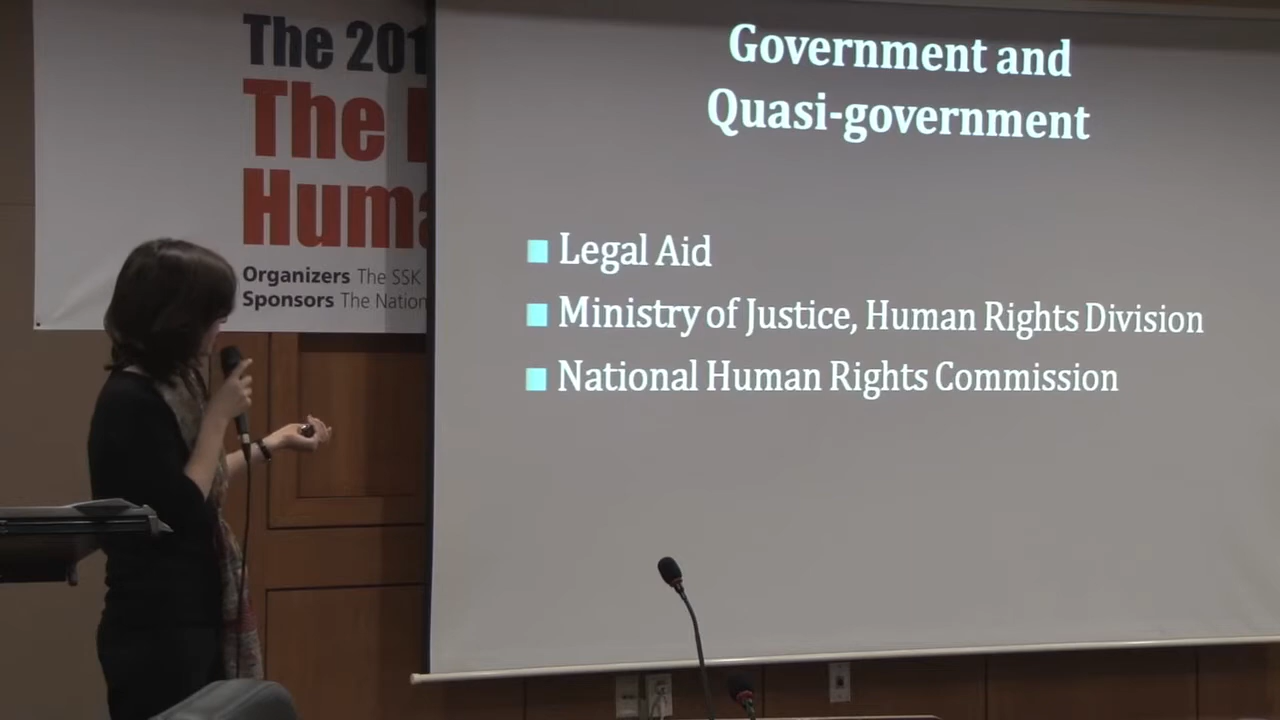 The 201
The
Huma
Organizers The SSK
Sponsors The Nation
Government and
Quasi-government
Legal Aid
Ministry of Justice, Human Rights Division
National Human Rights Commission